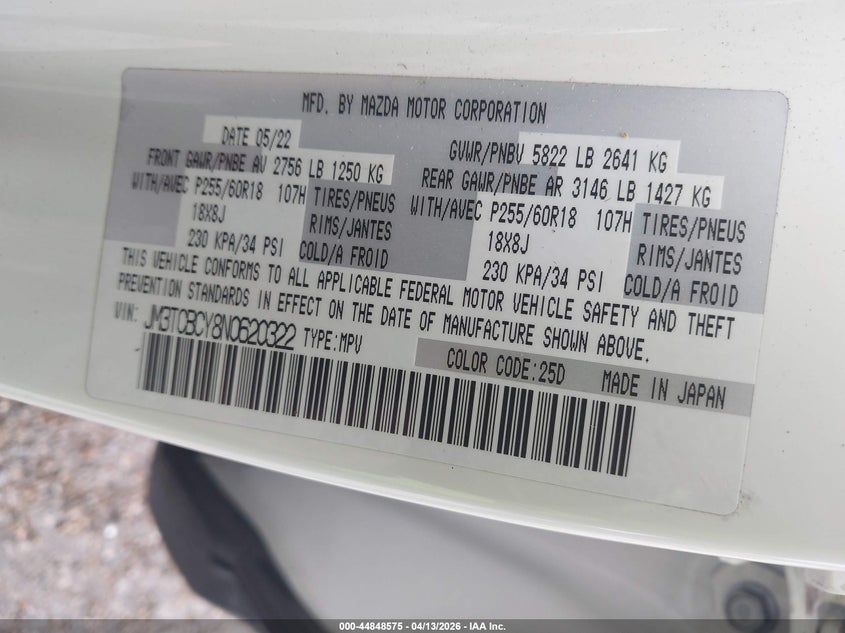 MFD. BY MAZDA MOTOR CORPORATION
DATE 05/22 GVWR/PNBV 5822 LB 2641 KG
FRONT GAWR/PNBE AV 2756 LB 1250 KG REAR GAWR/PNBE AR 3146 LB 1427 KG
WITH/AVEC P255/60R18 107H TIRES/PNEUS WITH/AVEC P255/60R18 107H TIRES/PNEUS
18X8J RIMS/JANTES 18X8J RIMS/JANTES
230 KPA/34 PSI COLD/A FROID 230 KPA/34 PSI COLD/A FROID
THIS VEHICLE CONFORMS TO ALL APPLICABLE FEDERAL MOTOR VEHICLE SAFETY AND THEFT
PREVENTION STANDARDS IN EFFECT ON THE DATE OF MANUFACTURE SHOWN ABOVE.
VIN: JM3TCBCY8N0620322 TYPE:MPV
COLOR CODE:25D MADE IN JAPAN
000-44848575 - 04/13/2026 - IAA Inc.